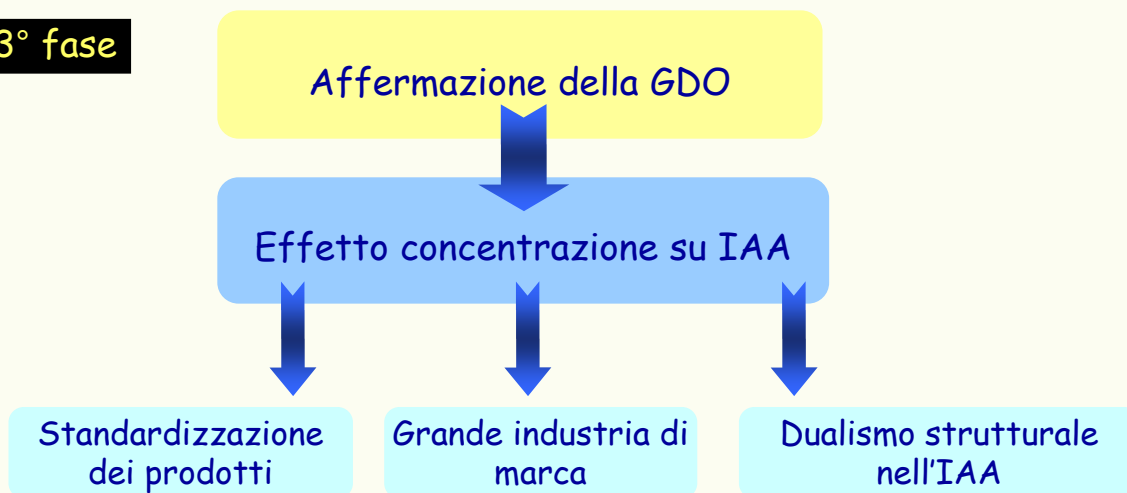 3° fase
Affermazione della GDO
Effetto concentrazione su IAA
Standardizzazione
dei prodotti
Grande industria di
marca
Dualismo strutturale
nell'IAA